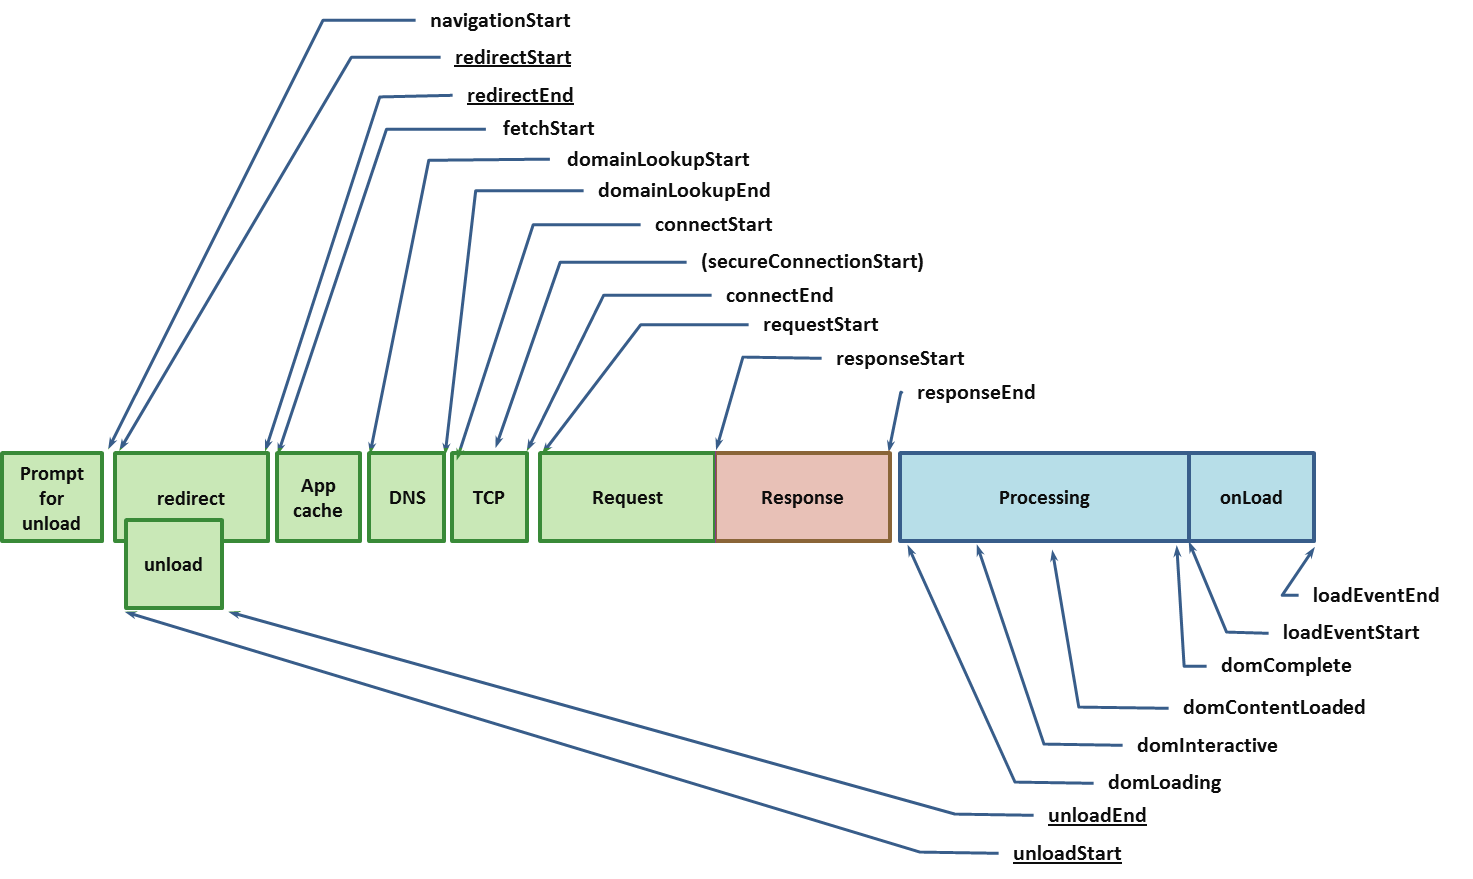 navigationStart
redirectStart
redirectEnd
fetchStart
domainLookupStart
domainLookupEnd
connectStart
(secureConnectionStart)
connectEnd
requestStart
responseStart
responseEnd
Prompt
for
unload
redirect
unload
App
cache
DNS
TCP
Request
Response
Processing
onLoad
loadEventEnd
loadEventStart
domComplete
domContentLoaded
domInteractive
domLoading
unloadEnd
unloadStart